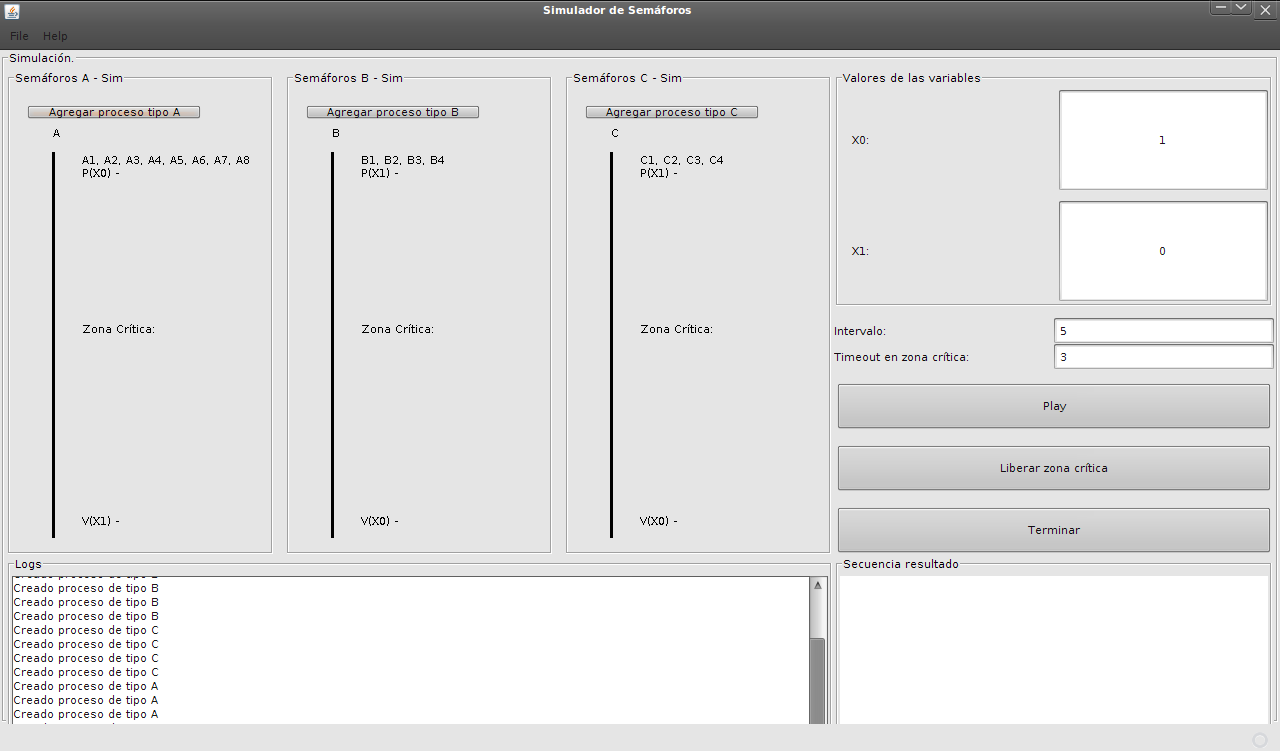 Simulador de Semáforos
File Help
Simulación.
Semáforos A - Sim
Agregar proceso tipo A
A
A1, A2, A3, A4, A5, A6, A7, A8
P(X0) -
Zona Crítica:
V(X1) -
Semáforos B - Sim
Agregar proceso tipo B
B
B1, B2, B3, B4
P(X1) -
Zona Crítica:
V(X0) -
Semáforos C - Sim
Agregar proceso tipo C
C
C1, C2, C3, C4
P(X1) -
Zona Crítica:
V(X0) -
Valores de las variables
X0: 1
X1: 0
Intervalo: 5
Timeout en zona crítica: 3
Play
Liberar zona crítica
Terminar
Logs
Creado proceso de tipo B
Creado proceso de tipo B
Creado proceso de tipo B
Creado proceso de tipo C
Creado proceso de tipo C
Creado proceso de tipo C
Creado proceso de tipo C
Creado proceso de tipo A
Creado proceso de tipo A
Creado proceso de tipo A
Secuencia resultado